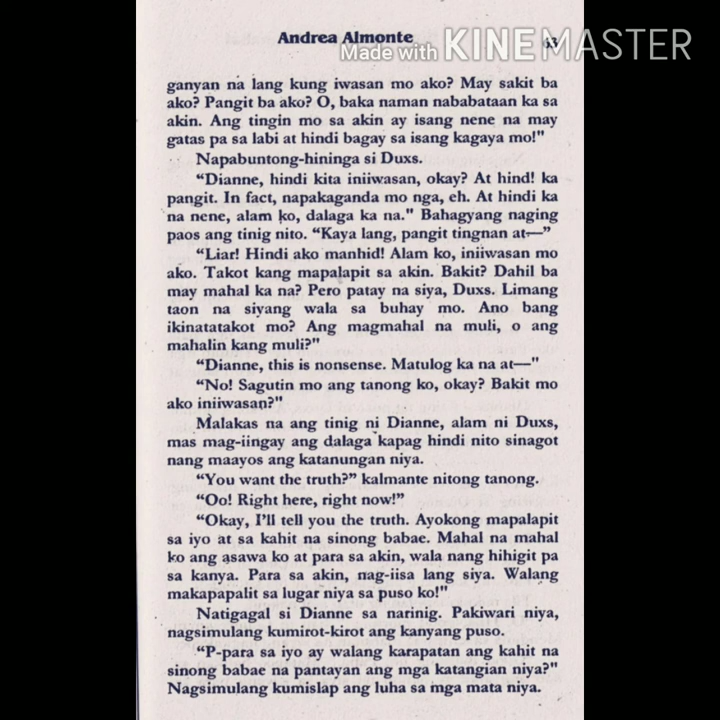 Andrea Almonte
Made with KINEMASTER
63
ganyan na lang kung iwasan mo ako? May sakit ba
ako? Pangit ba ako? O, baka naman nababataan ka sa
akin. Ang tingin mo sa akin ay isang nene na may
gatas pa sa labi at hindi bagay sa isang kagaya mo!"
Napabuntong-hininga si Duxs.
“Dianne, hindi kita iniiwasan, okay? At hind! ka
pangit. In fact, napakaganda mo nga, eh. At hindi ka
na nene, alam ko, dalaga ka na." Bahagyang naging
paos ang tinig nito. “Kaya lang, pangit tingnan at—”
“Liar! Hindi ako manhid! Alam ko, iniiwasan mo
ako. Takot kang mapalapit sa akin. Bakit? Dahil ba
may mahal ka na? Pero patay na siya, Duxs. Limang
taon na siyang wala sa buhay mo. Ano bang
ikinatatakot mo? Ang magmahal na muli, o ang
mahalin kang muli?"
“Dianne, this is nonsense. Matulog ka na at—"
“No! Sagutin mo ang tanong ko, okay? Bakit mo
ako iniiwasan?"
Malakas na ang tinig ni Dianne, alam ni Duxs,
mas mag-iingay ang dalaga kapag hindi nito sinagot
nang maayos ang katanungan niya.
“You want the truth?” kalmante nitong tanong.
“Oo! Right here, right now!”
“Okay, I’ll tell you the truth. Ayokong mapalapit
sa iyo at sa kahit na sinong babae. Mahal na mahal
ko ang asawa ko at para sa akin, wala nang hihigit pa
sa kanya. Para sa akin, nag-iisa lang siya. Walang
makapapalit sa lugar niya sa puso ko!"
Natigagal si Dianne sa narinig. Pakiwari niya,
nagsimulang kumirot-kirot ang kanyang puso.
“P-para sa iyo ay walang karapatan ang kahit na
sinong babae na pantayan ang mga katangian niya?"
Nagsimulang kumislap ang luha sa mga mata niya.